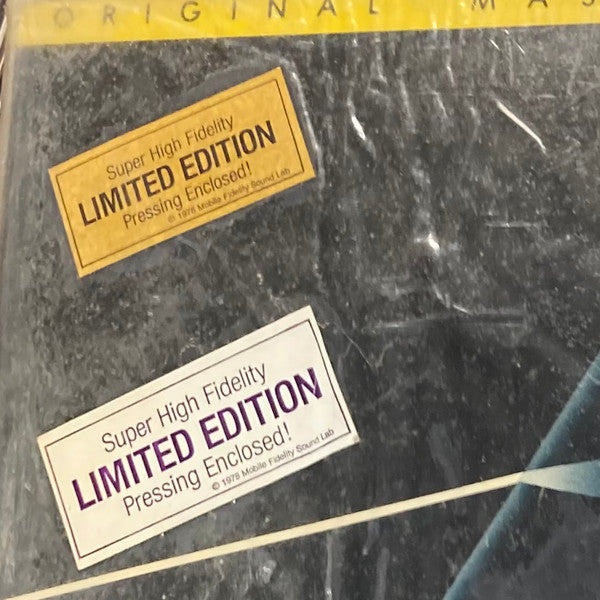 ORIGINAL MAS
Super High Fidelity
LIMITED EDITION
Pressing Enclosed!
© 1978 Mobile Fidelity Sound Lab
Super High Fidelity
LIMITED EDITION
Pressing Enclosed!
© 1978 Mobile Fidelity Sound Lab